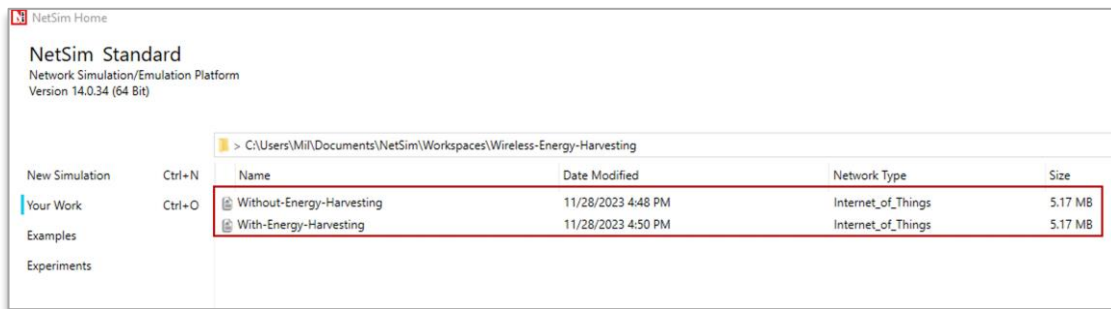 NetSim Home
NetSim Standard
Network Simulation/Emulation Platform
Version 14.0.34 (64 Bit)
> C:\Users\Mil\Documents\NetSim\Workspaces\Wireless-Energy-Harvesting
New Simulation Ctrl+N Name Date Modified Network Type Size
Your Work Ctrl+O Without-Energy-Harvesting 11/28/2023 4:48 PM Internet_of_Things 5.17 MB
With-Energy-Harvesting 11/28/2023 4:50 PM Internet_of_Things 5.17 MB
Examples
Experiments